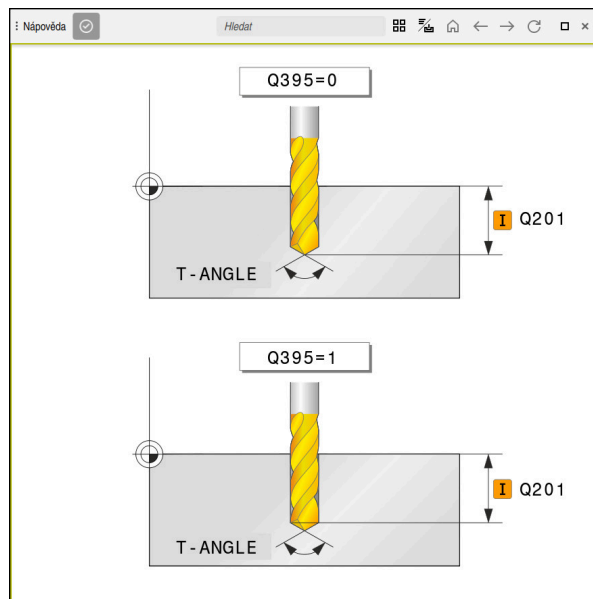 Nápověda
Hledat
Q395=0
I Q201
T-ANGLE
Q395=1
I Q201
T-ANGLE